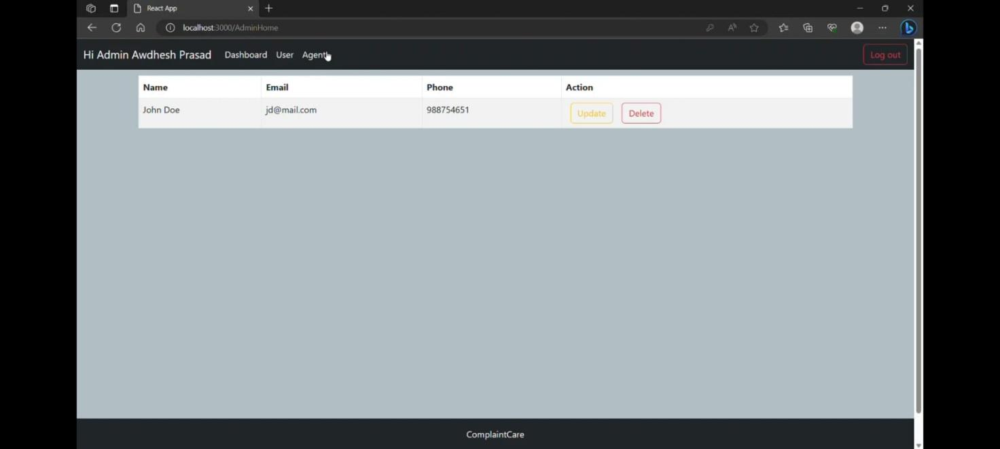 React App
localhost:3000/AdminHome
Hi Admin Awdhesh Prasad Dashboard User Agent Log out
Name Email Phone Action
John Doe jd@mail.com 988754651 Update Delete
ComplaintCare